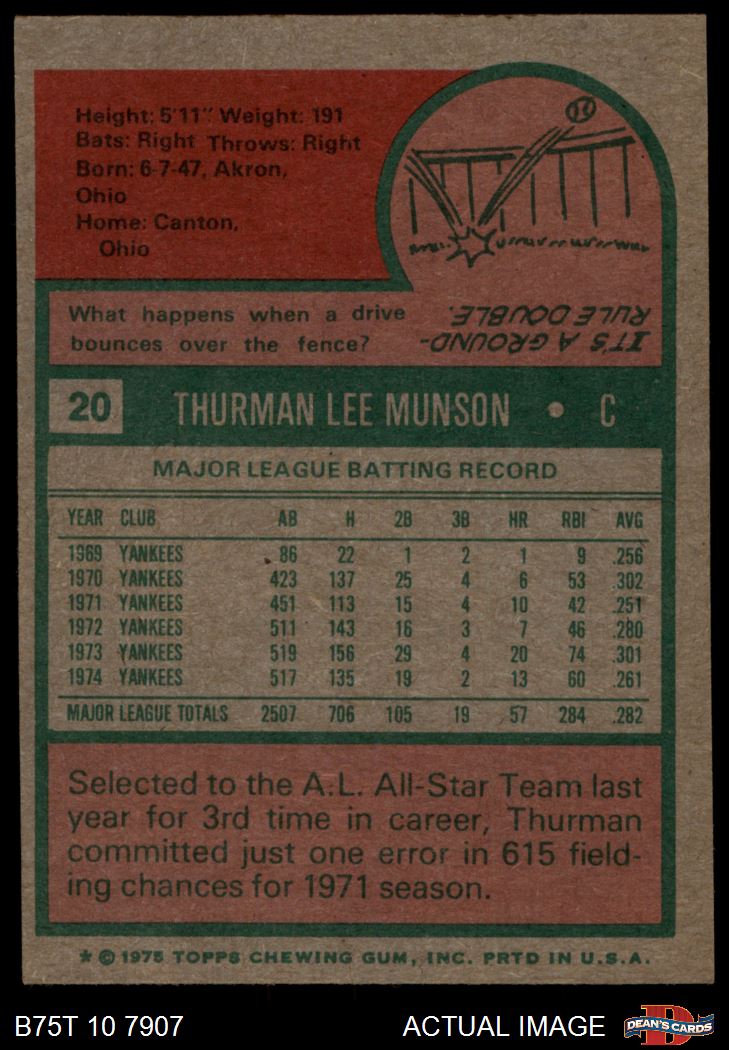 Height: 5'11" Weight: 191
Bats: Right Throws: Right
Born: 6-7-47, Akron,
Ohio
Home: Canton,
Ohio
What happens when a drive
bounces over the fence?
IT'S A GROUND-
RULE DOUBLE.
20 THURMAN LEE MUNSON • C
MAJOR LEAGUE BATTING RECORD
YEAR CLUB AB H 2B 3B HR RBI AVG
1969 YANKEES 86 22 1 2 1 9 .256
1970 YANKEES 423 137 25 4 6 53 .302
1971 YANKEES 451 113 15 4 10 42 .251
1972 YANKEES 511 143 16 3 7 46 .280
1973 YANKEES 519 156 29 4 20 74 .301
1974 YANKEES 517 135 19 2 13 60 .261
MAJOR LEAGUE TOTALS 2507 706 105 19 57 284 .282
Selected to the A.L. All-Star Team last
year for 3rd time in career, Thurman
committed just one error in 615 field-
ing chances for 1971 season.
* © 1975 TOPPS CHEWING GUM, INC. PRTD IN U.S.A.
B75T 10 7907 ACTUAL IMAGE
DEAN'S CARDS